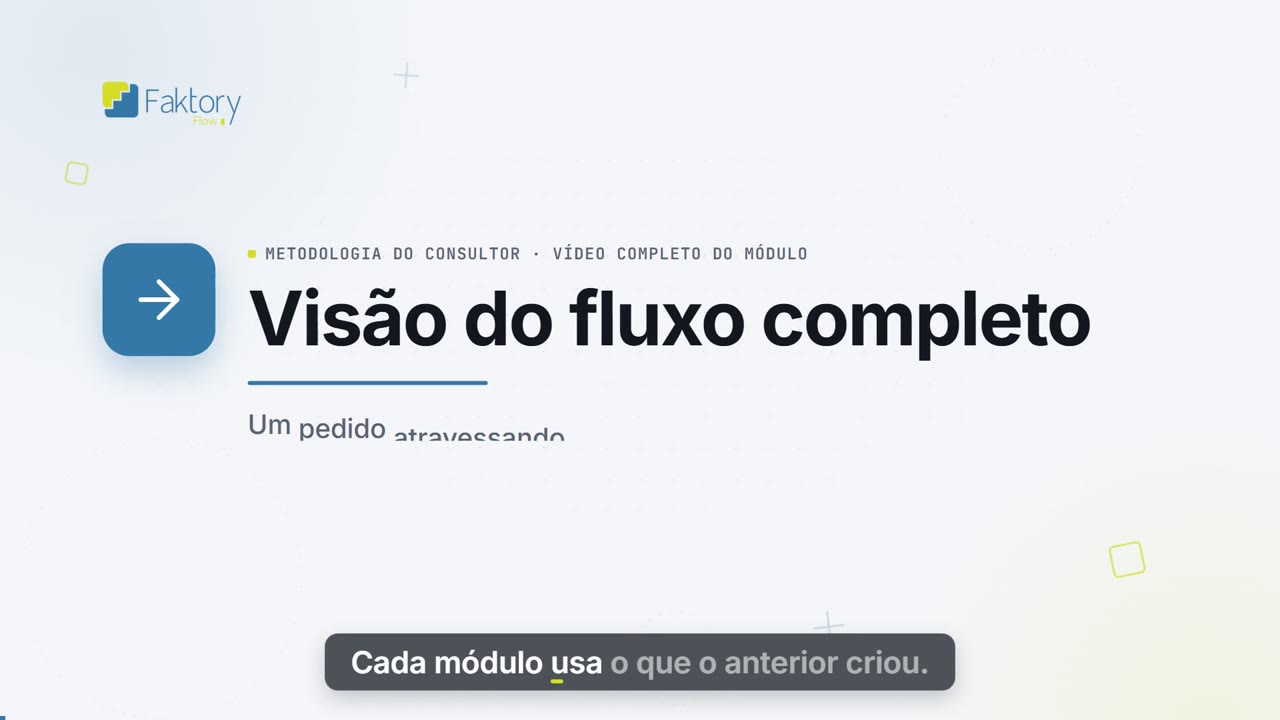 Faktory
Flow
METODOLOGIA DO CONSULTOR · VÍDEO COMPLETO DO MÓDULO
Visão do fluxo completo
Um pedido atravessando
Cada módulo usa o que o anterior criou.